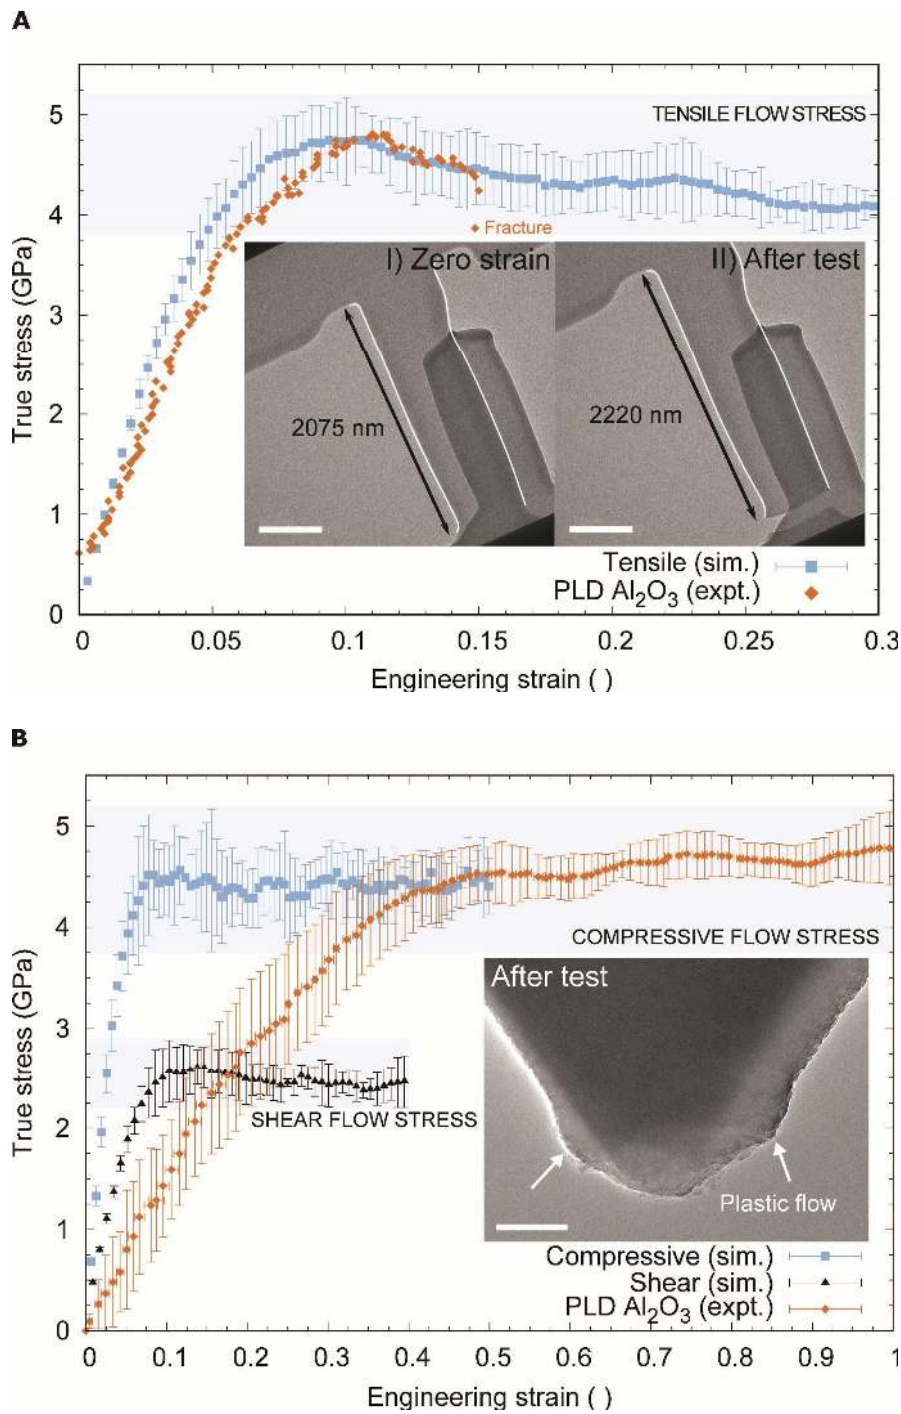 A
5
4
3
2
1
0
True stress (GPa)
TENSILE FLOW STRESS
Fracture
I) Zero strain
II) After test
2075 nm
2220 nm
Tensile (sim.)
PLD Al₂O₃ (expt.)
0 0.05 0.1 0.15 0.2 0.25 0.3
Engineering strain ( )
B
5
4
3
2
1
0
True stress (GPa)
COMPRESSIVE FLOW STRESS
After test
SHEAR FLOW STRESS
Plastic flow
Compressive (sim.)
Shear (sim.)
PLD Al₂O₃ (expt.)
0 0.1 0.2 0.3 0.4 0.5 0.6 0.7 0.8 0.9 1
Engineering strain ( )